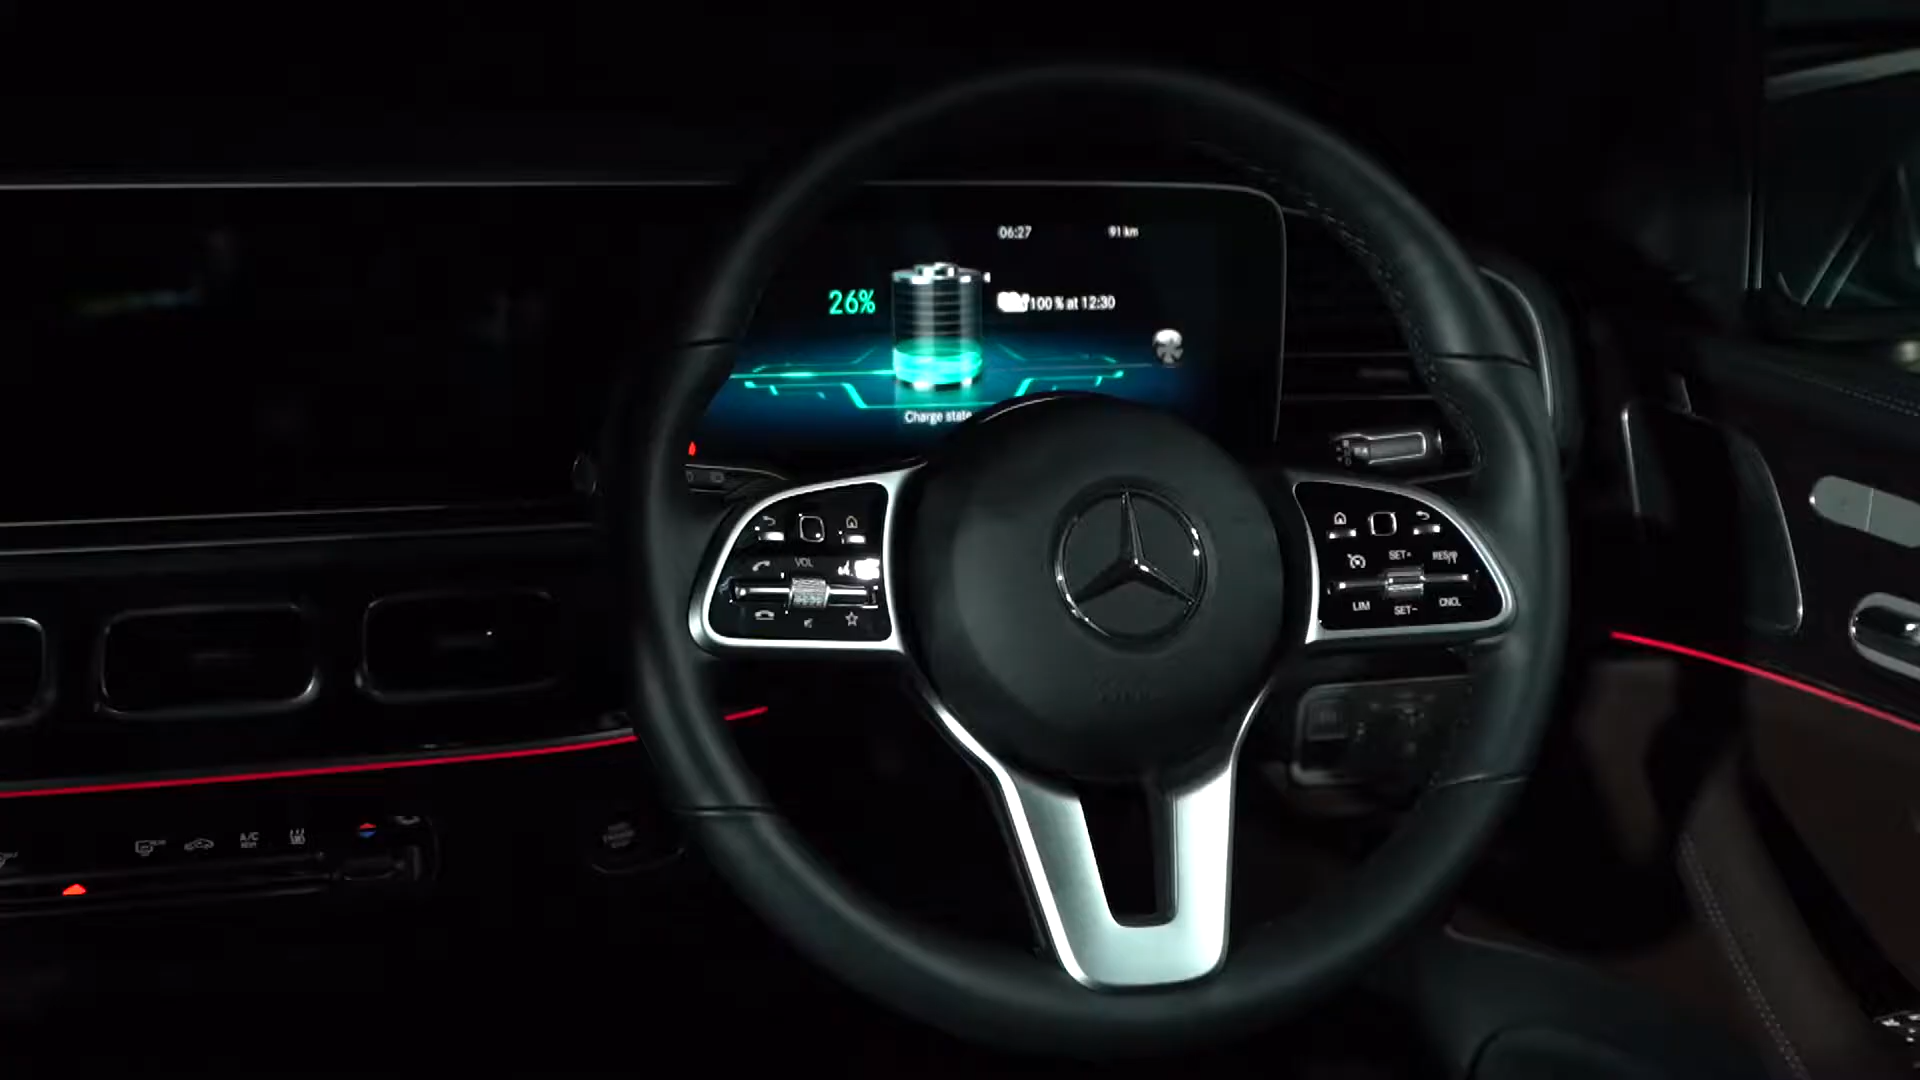 06:27
91 km
26%
100 % at 12:30
Charge state
VOL
SET+
RES
LIM
SET-
CNCL
A/C